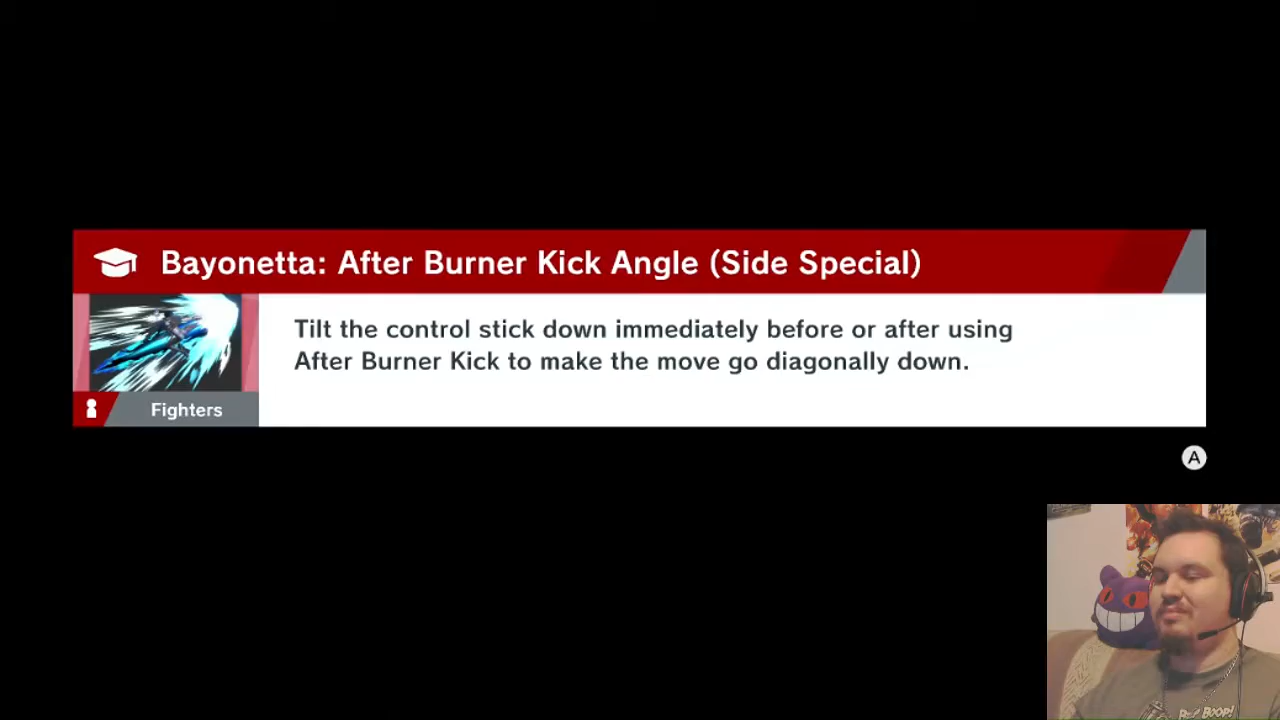 Bayonetta: After Burner Kick Angle (Side Special)
Tilt the control stick down immediately before or after using
After Burner Kick to make the move go diagonally down.
Fighters
A
BOOP!